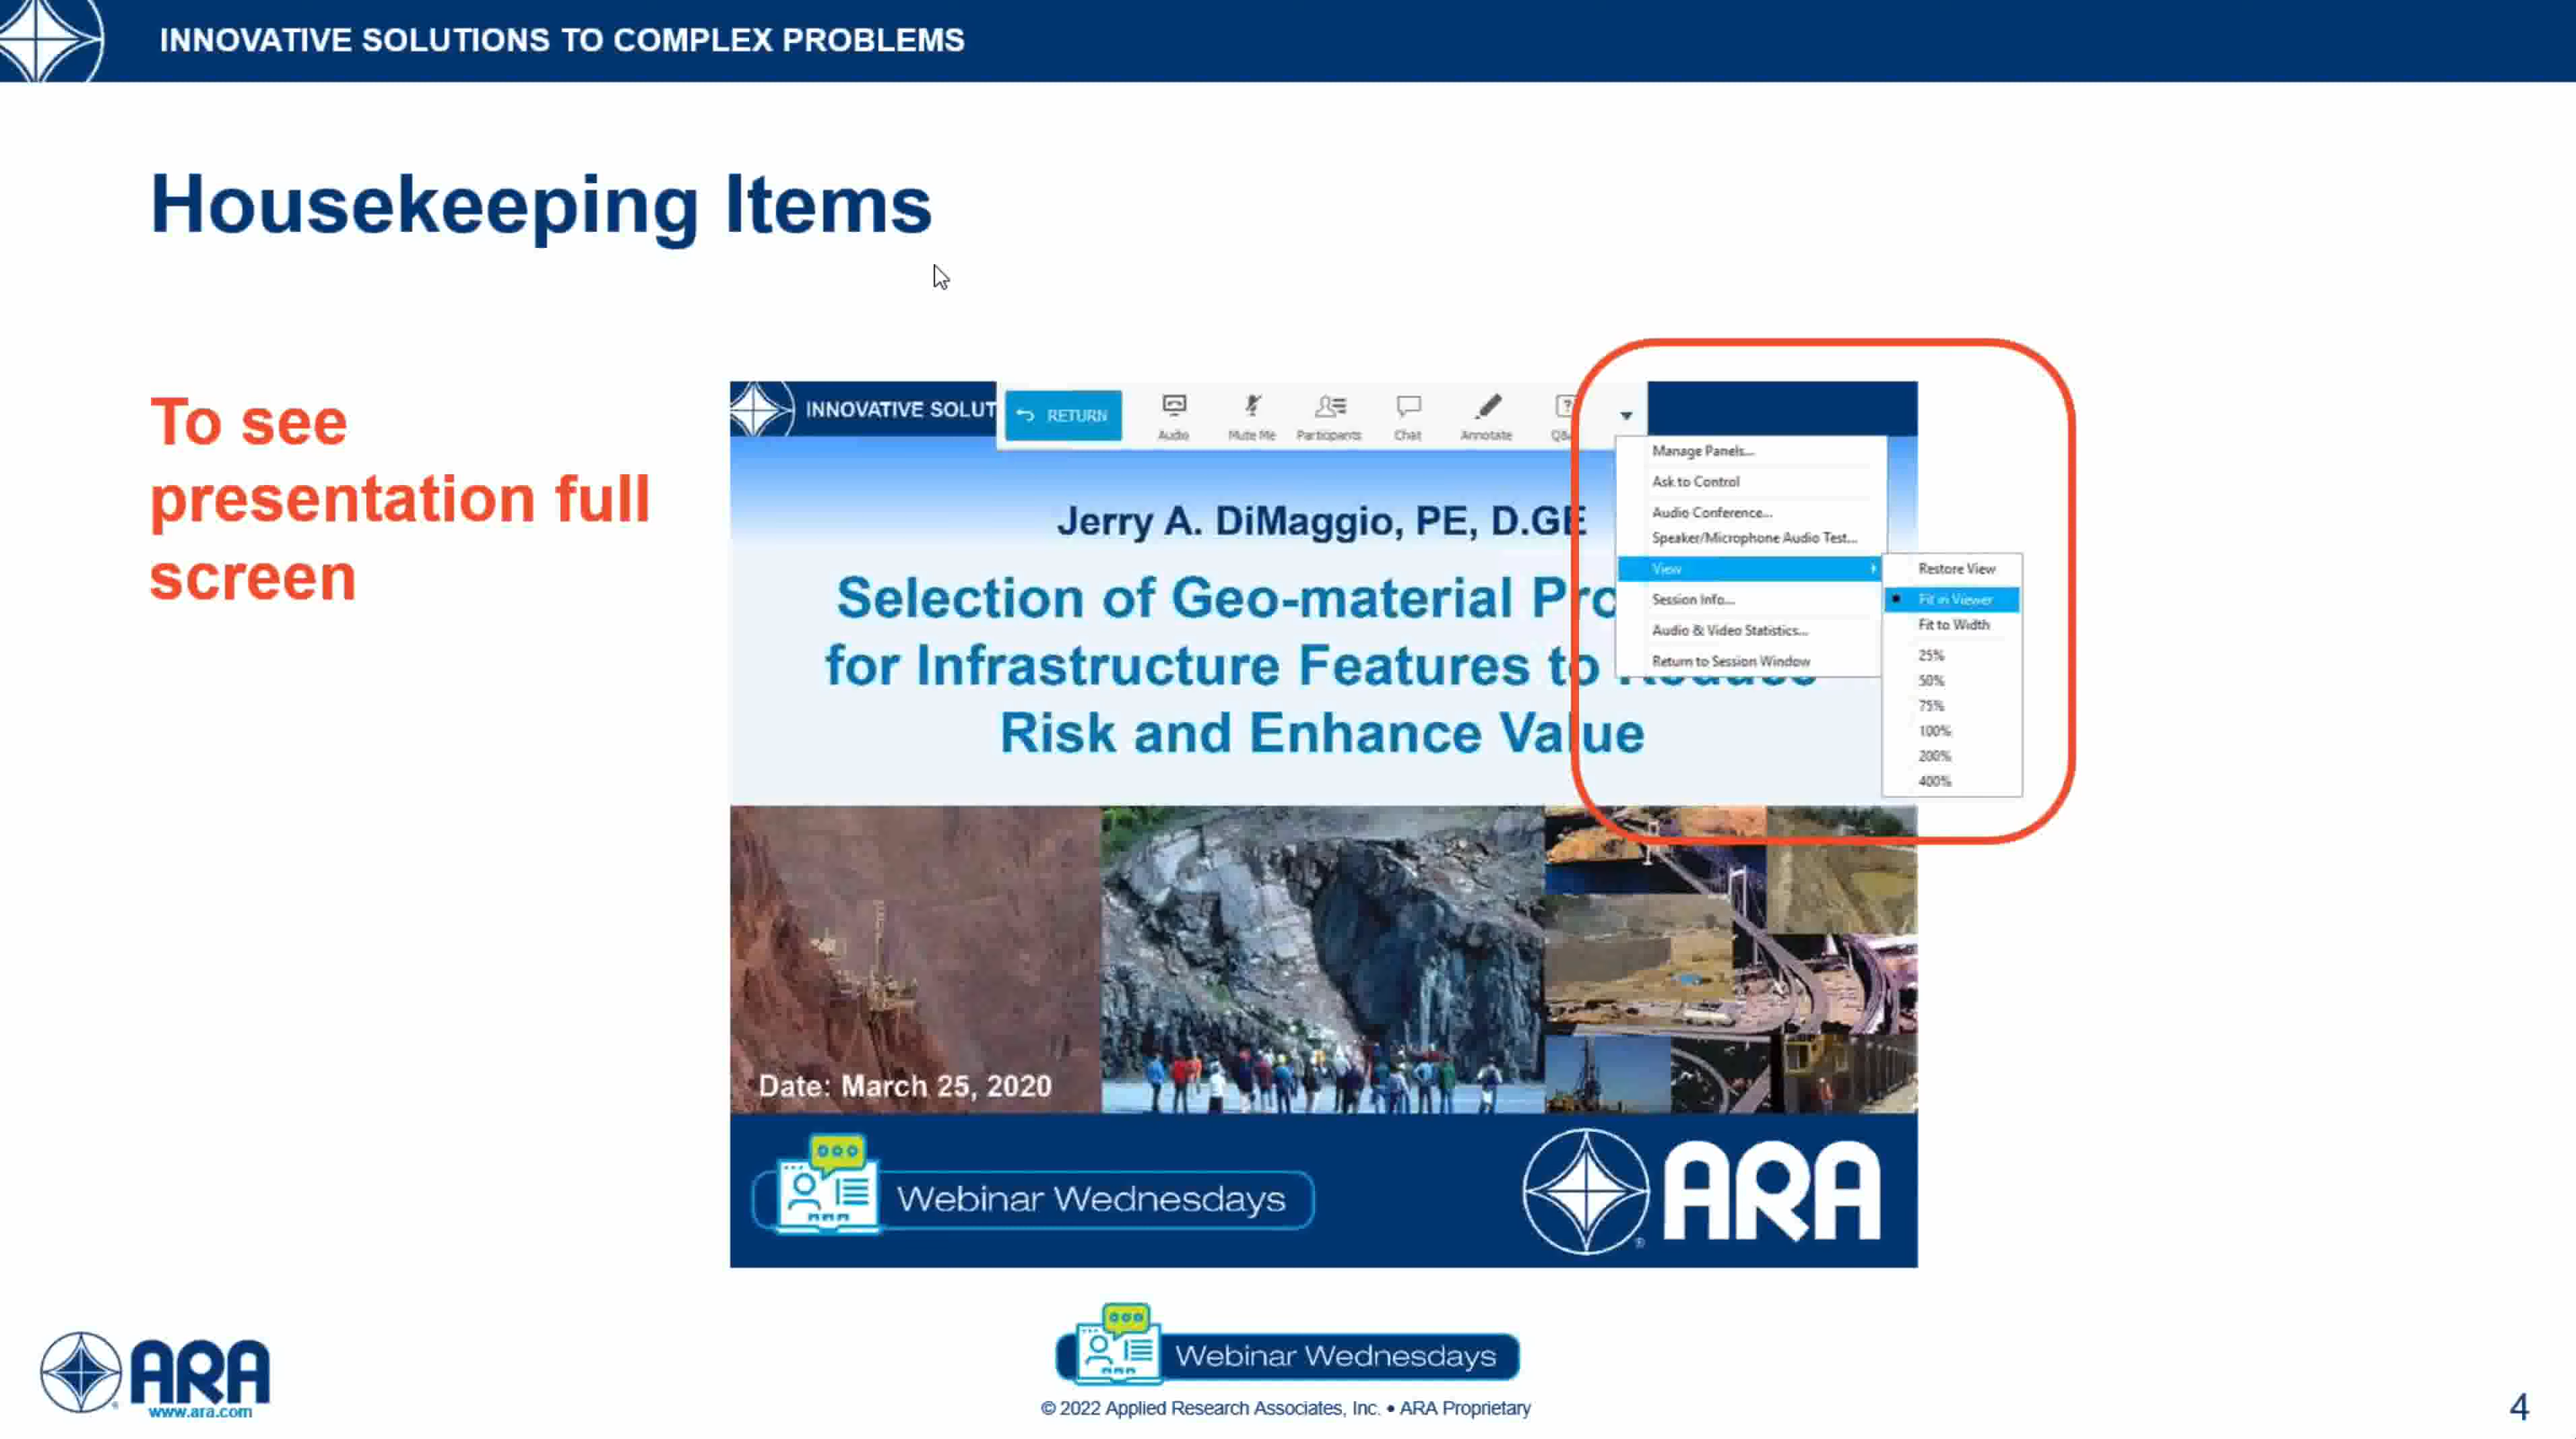 INNOVATIVE SOLUTIONS TO COMPLEX PROBLEMS
Housekeeping Items
To see
presentation full
screen
INNOVATIVE SOLUT
RETURN
Audio
Mute Me
Participants
Chat
Annotate
Manage Panels...
Ask to Control
Audio Conference...
Speaker/Microphone Audio Test...
View
Session Info...
Audio & Video Statistics...
Return to Session Window
Restore View
Fit in Viewer
Fit to Width
25%
50%
75%
100%
200%
400%
Jerry A. DiMaggio, PE, D.GE
Selection of Geo-material Pro
for Infrastructure Features to
Risk and Enhance Value
Date: March 25, 2020
Webinar Wednesdays
ARA
ARA
www.ara.com
Webinar Wednesdays
© 2022 Applied Research Associates, Inc. • ARA Proprietary
4